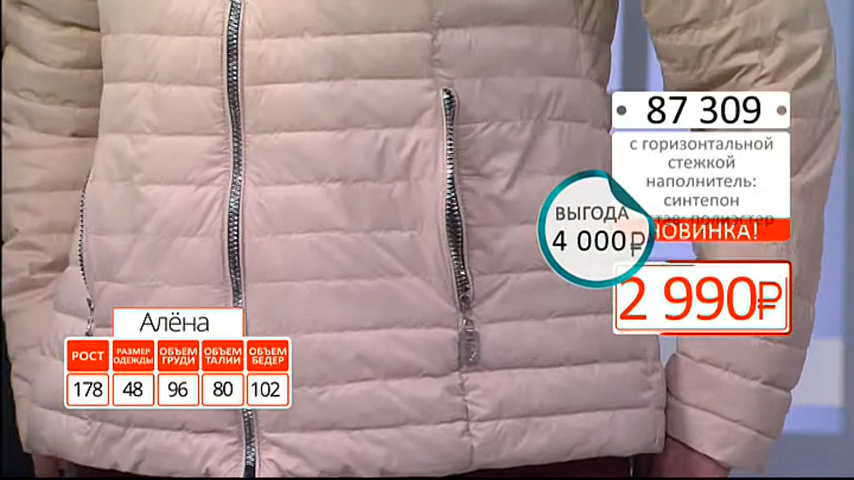 87 309
с горизонтальной
стежкой
наполнитель:
синтепон
полиэстер
НОВИНКА!
ВЫГОДА
4 000₽
2 990₽
Алёна
РОСТ РАЗМЕР ОДЕЖДЫ ОБЪЕМ ГРУДИ ОБЪЕМ ТАЛИИ ОБЪЕМ БЕДЕР
178 48 96 80 102